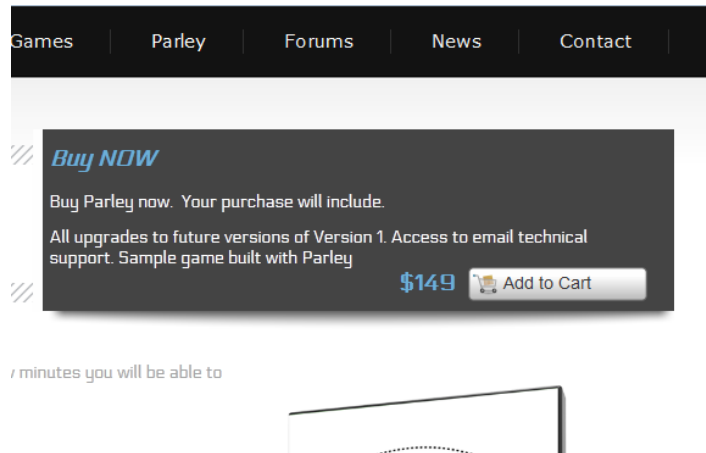 Games Parley Forums News Contact
Buy NOW
Buy Parley now. Your purchase will include.
All upgrades to future versions of Version 1. Access to email technical
support. Sample game built with Parley
$149 Add to Cart
minutes you will be able to